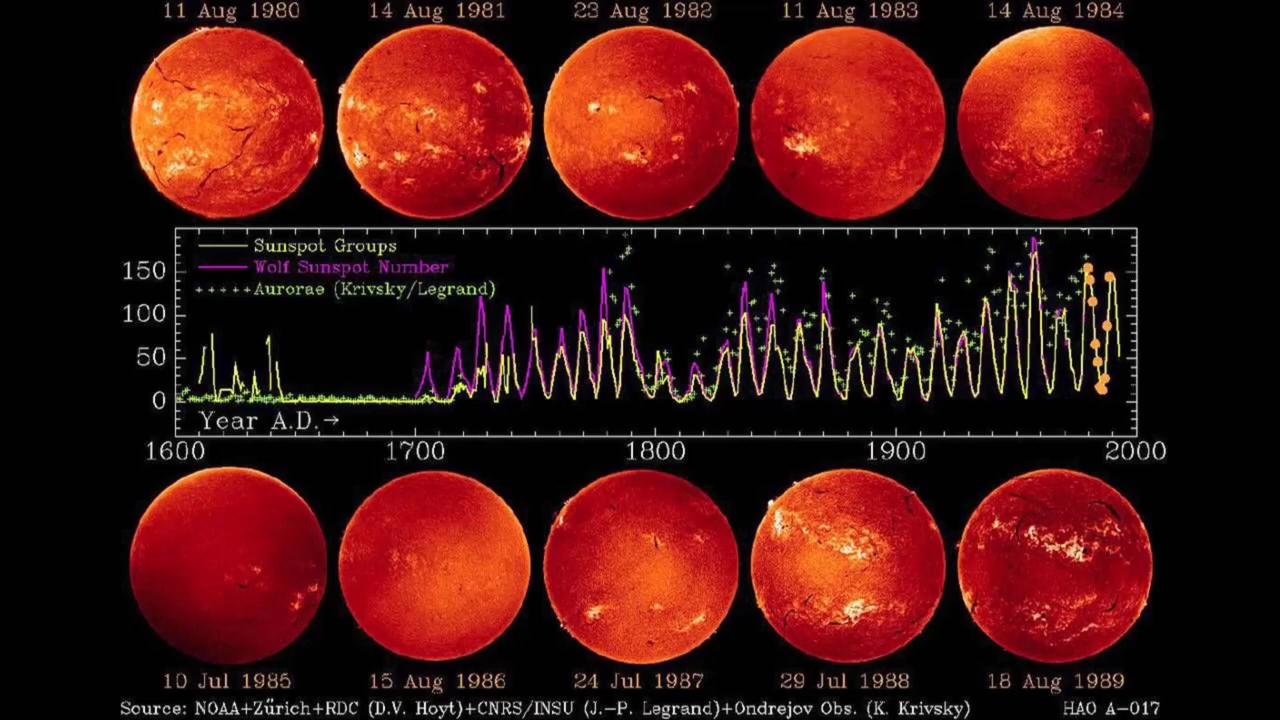 11 Aug 1980 14 Aug 1981 23 Aug 1982 11 Aug 1983 14 Aug 1984
Sunspot Groups
Wolf Sunspot Number
Aurorae (Krivsky/Legrand)
150
100
50
0
Year A.D.→
1600 1700 1800 1900 2000
10 Jul 1985 15 Aug 1986 24 Jul 1987 29 Jul 1988 18 Aug 1989
Source: NOAA+Zűrich+RDC (D.V. Hoyt)+CNRS/INSU (J.-P. Legrand)+Ondrejov Obs. (K. Krivsky) HAO A-017